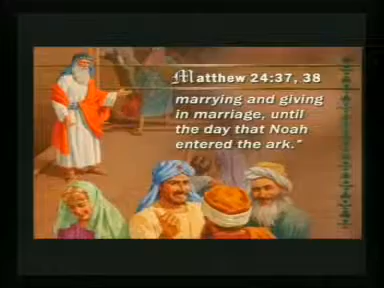 Matthew 24:37, 38
marrying and giving
in marriage, until
the day that Noah
entered the ark."